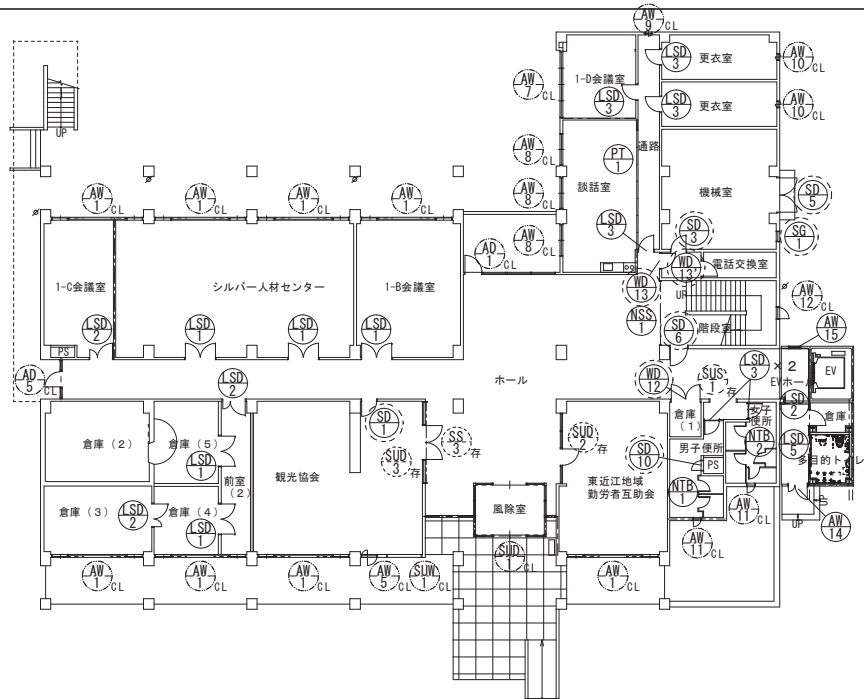 AW
9
CL
LSD
3
更衣室
AW
10
CL
AW
7
CL
1-D会議室
LSD
3
LSD
3
更衣室
AW
10
CL
UP
通路
PT
1
AW
8
CL
談話室
機械室
SD
5
AW
1
CL
AW
1
CL
AW
1
CL
AW
1
CL
AW
8
CL
LSD
3
SD
3
SG
1
AW
8
CL
AD
1
CL
WD
13'
電話交換室
1-C会議室
シルバー人材センター
1-B会議室
WD
13
UP
AW
12
CL
NSS
1
SD
6
階段室
AW
15
LSD
2
LSD
1
LSD
1
LSD
1
PS
ホール
LSD
3
×2
EVホール
EV
AD
5
CL
LSD
2
WD
12
SUS
1
存
LSD
2
倉庫
倉庫
(1)
女子
便所
SD
1
SUD
3
存
SS
3
存
SUD
2
存
倉庫(2)
倉庫(5)
LSD
1
前室
(2)
観光協会
男子便所
NTB
2
LSD
5
多目的トイレ
SD
10
PS
東近江地域
勤労者互助会
NTB
1
倉庫(3)
LSD
2
倉庫(4)
LSD
1
風除室
AW
11
CL
AW
11
CL
UP
UP
AW
14
AW
1
CL
AW
1
CL
AW
1
CL
AW
5
CL
SUW
1
CL
SUD
1
CL
AW
1
CL